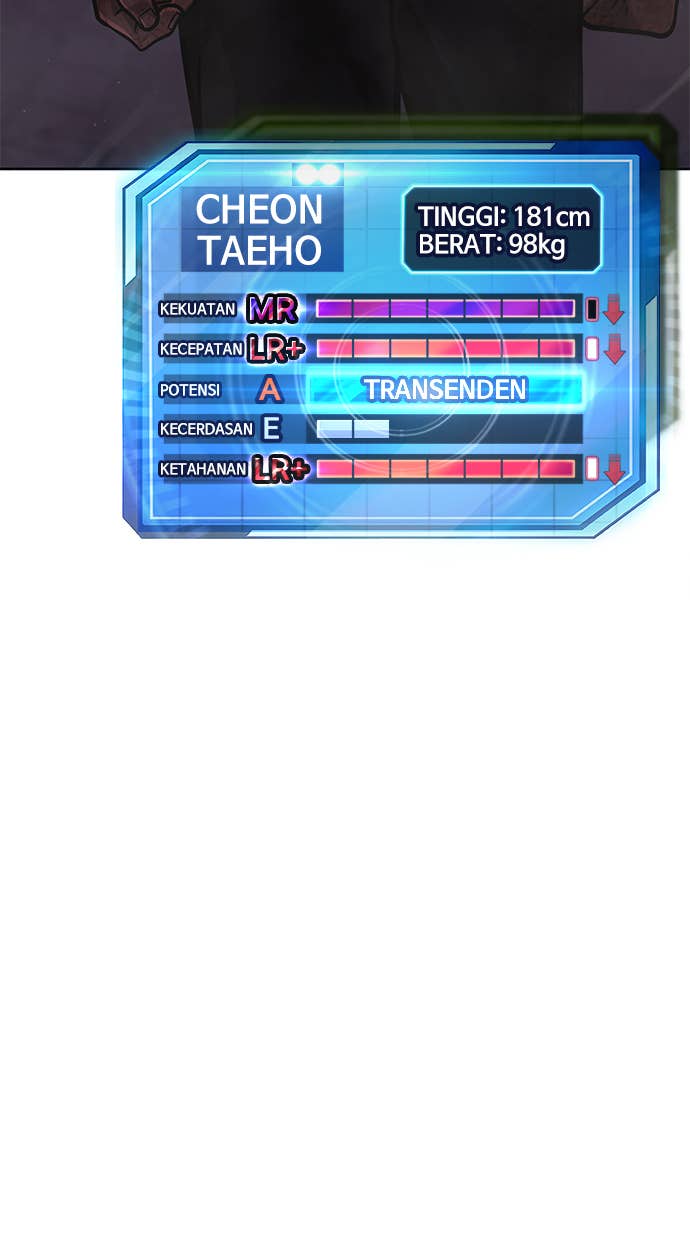 CHEON
TAEHO
TINGGI: 181cm
BERAT: 98kg
KEKUATAN MR
KECEPATAN LR+
POTENSI A TRANSENDEN
KECERDASAN E
KETAHANAN LR+